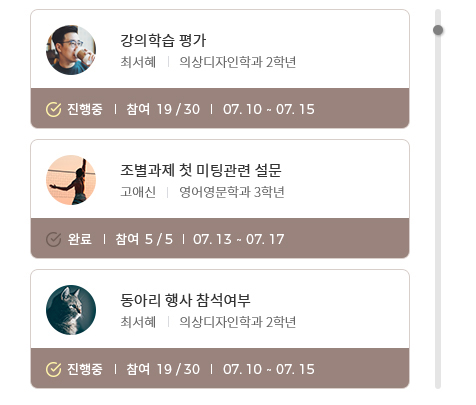 강의학습 평가
최서혜 | 의상디자인학과 2학년
진행중 | 참여 19 / 30 | 07. 10 ~ 07. 15
조별과제 첫 미팅관련 설문
고애신 | 영어영문학과 3학년
완료 | 참여 5 / 5 | 07. 13 ~ 07. 17
동아리 행사 참석여부
최서혜 | 의상디자인학과 2학년
진행중 | 참여 19 / 30 | 07. 10 ~ 07. 15